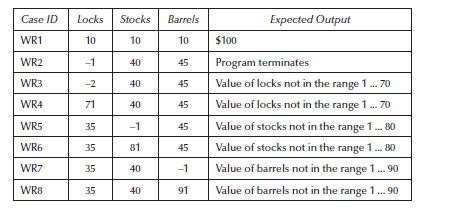 Case ID Locks Stocks Barrels Expected Output
WR1 10 10 10 $100
WR2 –1 40 45 Program terminates
WR3 –2 40 45 Value of locks not in the range 1 ... 70
WR4 71 40 45 Value of locks not in the range 1 ... 70
WR5 35 –1 45 Value of stocks not in the range 1 ... 80
WR6 35 81 45 Value of stocks not in the range 1 ... 80
WR7 35 40 –1 Value of barrels not in the range 1 ... 90
WR8 35 40 91 Value of barrels not in the range 1 ... 90